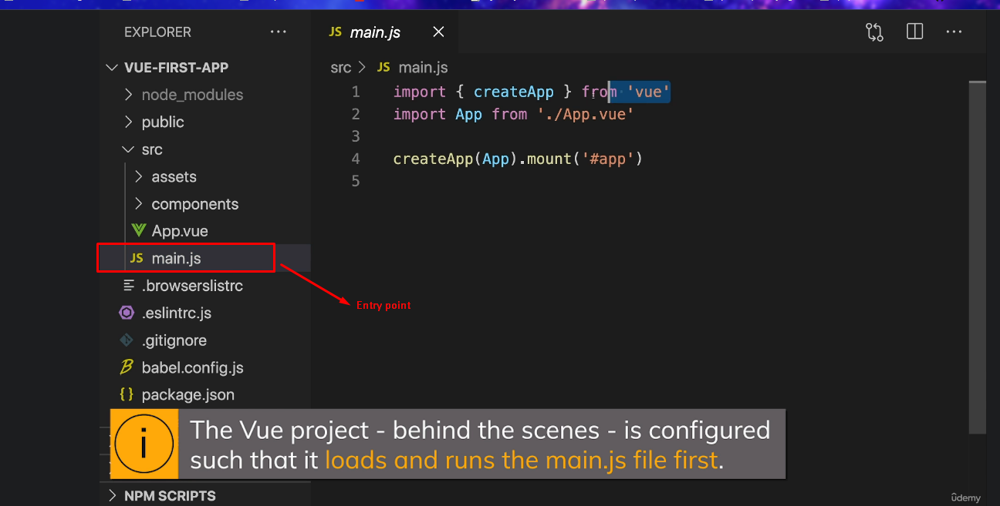 EXPLORER
···
JS main.js
···
VUE-FIRST-APP
src > JS main.js
node_modules
public
src
assets
components
App.vue
JS main.js
.browserslistrc
.eslintrc.js
.gitignore
babel.config.js
{} package.json
NPM SCRIPTS
1 import { createApp } from 'vue'
2 import App from './App.vue'
3
4 createApp(App).mount('#app')
5
Entry point
i
The Vue project - behind the scenes - is configured
such that it loads and runs the main.js file first.
ûdemy